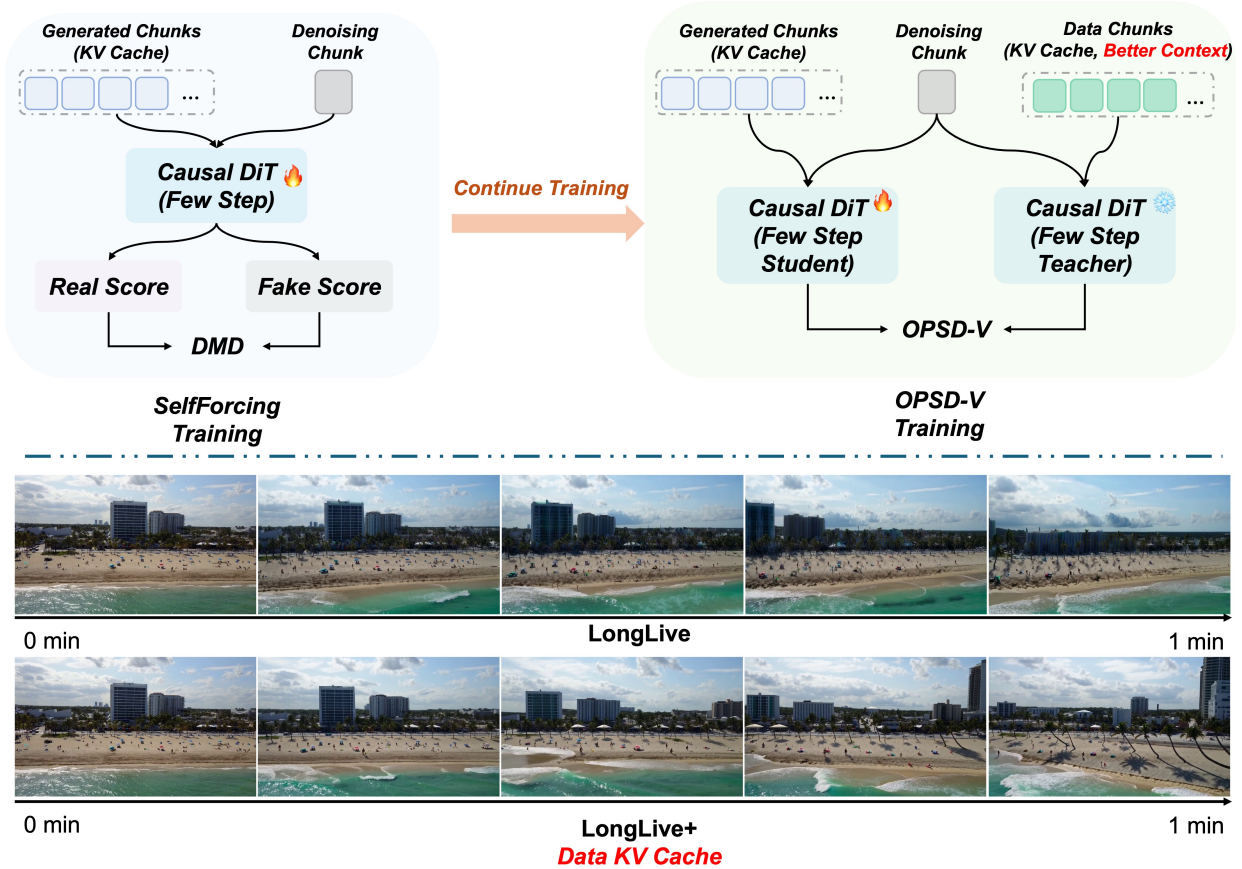 Generated Chunks
(KV Cache)
Denoising
Chunk
...
Causal DiT
(Few Step)
Real Score
Fake Score
DMD
SelfForcing
Training
Continue Training
Generated Chunks
(KV Cache)
Denoising
Chunk
Data Chunks
(KV Cache, Better Context)
...
...
Causal DiT
(Few Step
Student)
Causal DiT
(Few Step
Teacher)
OPSD-V
OPSD-V
Training
0 min
LongLive
1 min
0 min
LongLive+
Data KV Cache
1 min